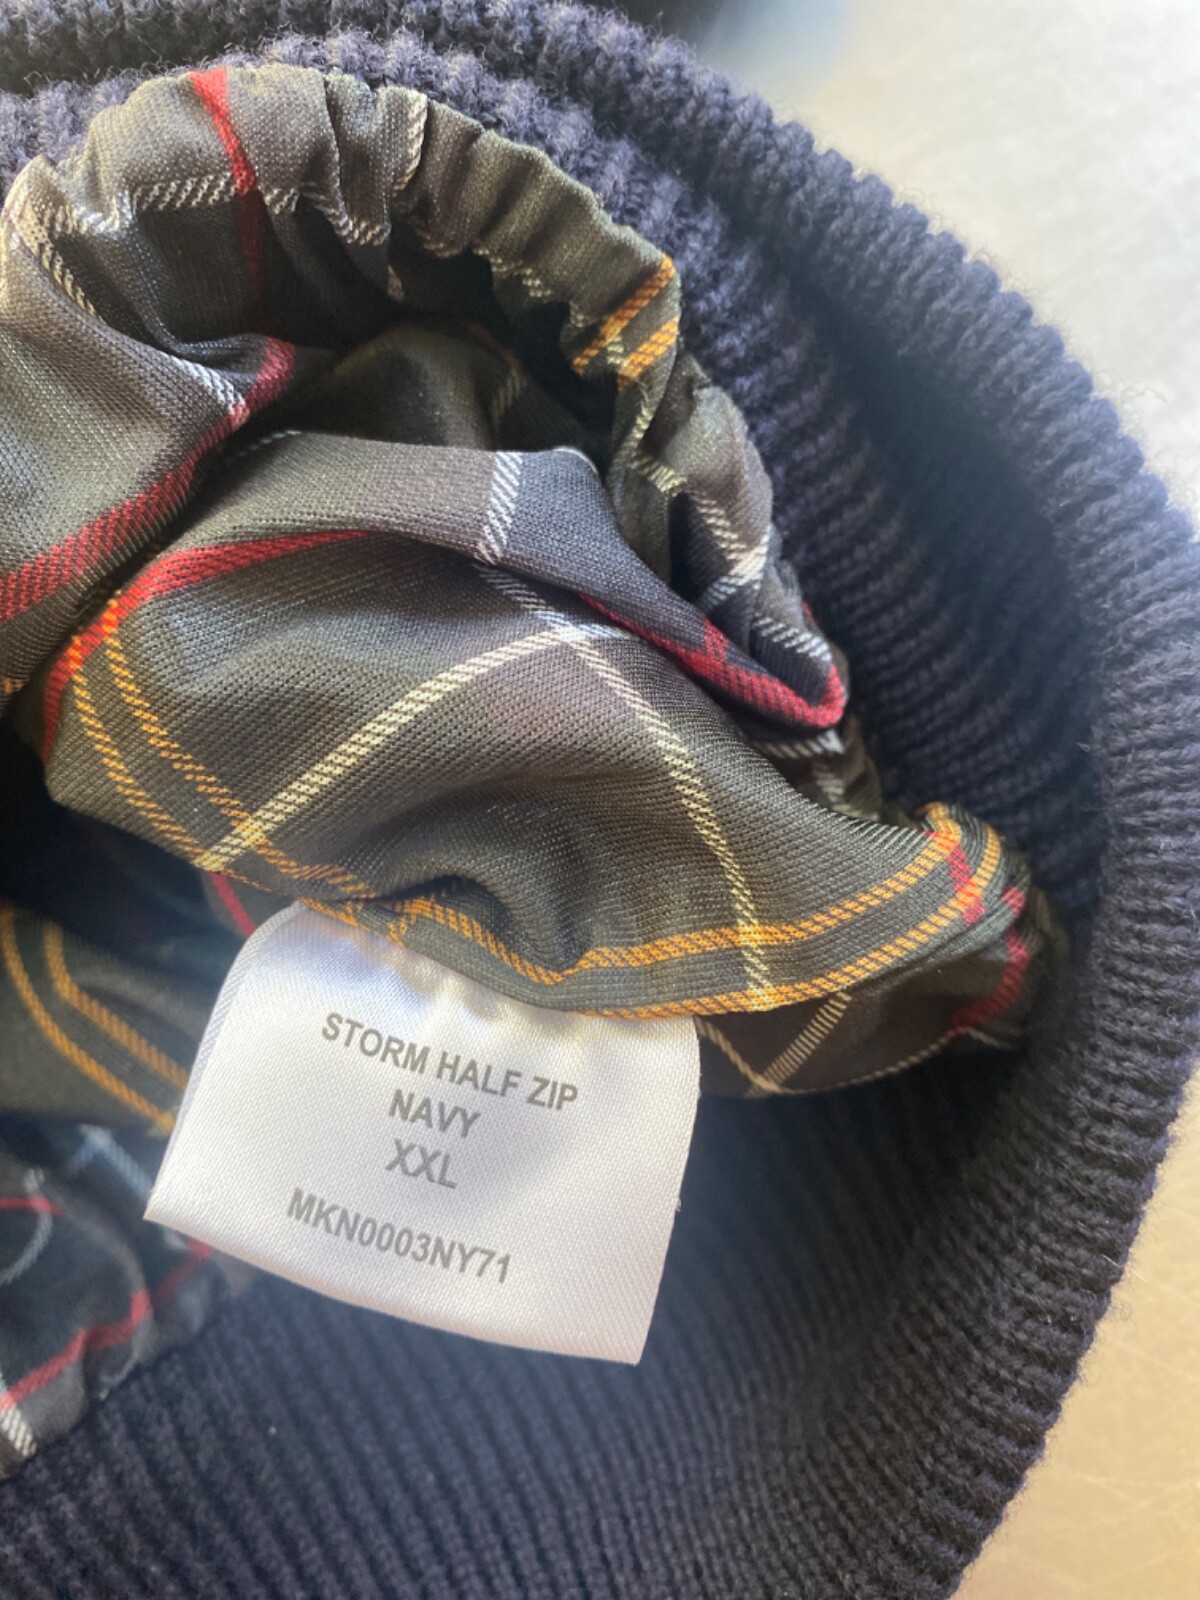 STORM HALF ZIP
NAVY
XXL
MKN0003NY71